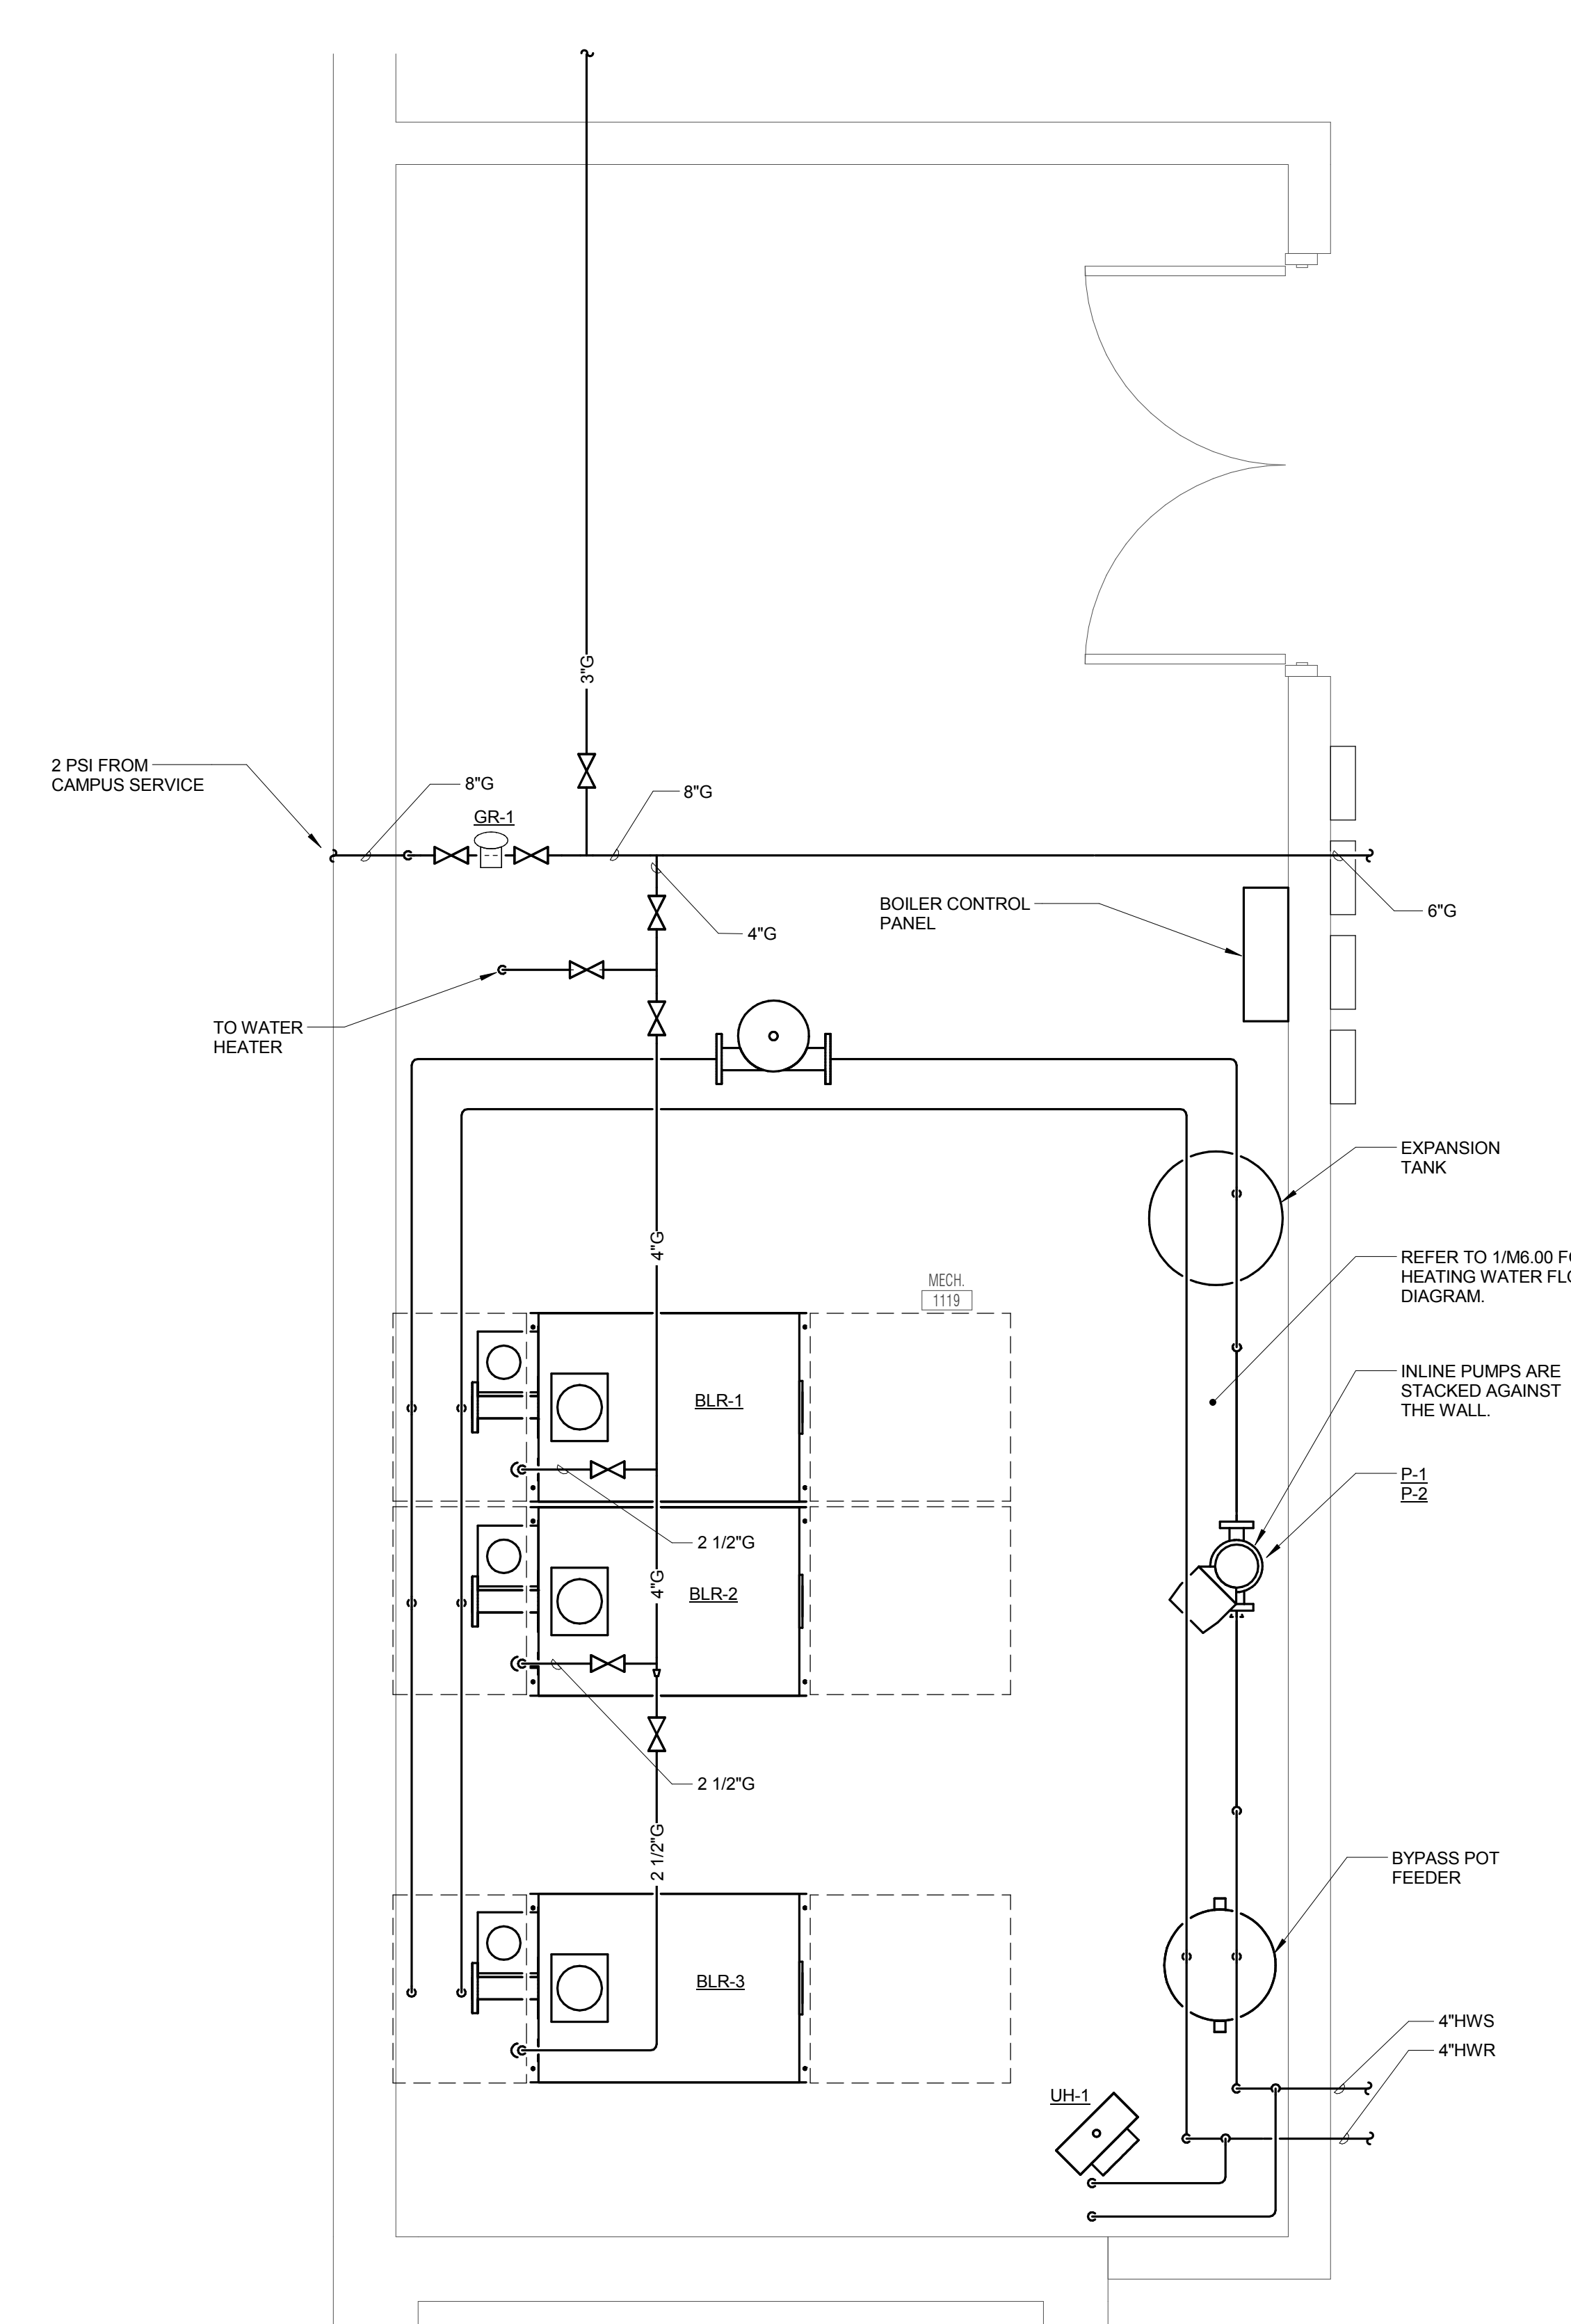 3"G
2 PSI FROM
CAMPUS SERVICE
8"G
GR-1
8"G
4"G
BOILER CONTROL
PANEL
6"G
TO WATER
HEATER
EXPANSION
TANK
4"G
REFER TO 1/M6.00 FO
HEATING WATER FLO
DIAGRAM.
MECH.
1119
BLR-1
INLINE PUMPS ARE
STACKED AGAINST
THE WALL.
P-1
P-2
2 1/2"G
4"G
BLR-2
2 1/2"G
2 1/2"G
BYPASS POT
FEEDER
BLR-3
4"HWS
4"HWR
UH-1